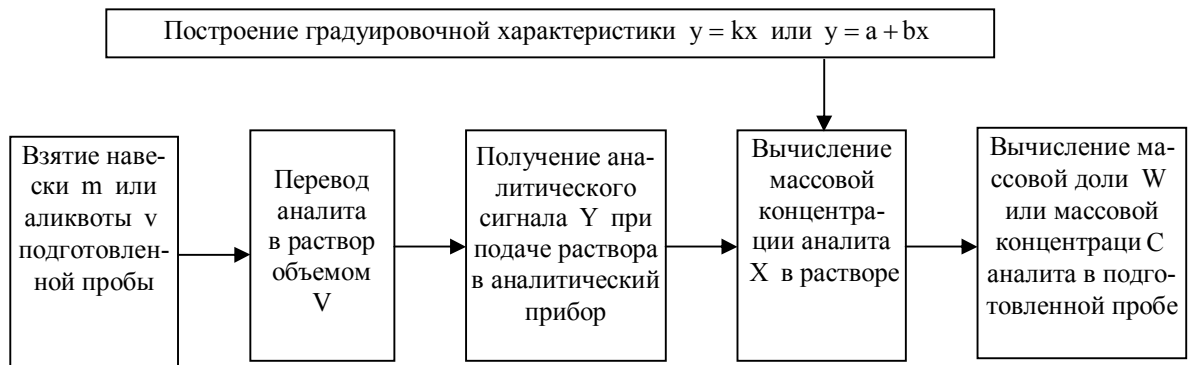 Построение градуировочной характеристики y = kx или y = a + bx
Взятие наве-
ски m или
аликвоты v
подготовлен-
ной пробы
Перевод
аналита
в раствор
объемом
V
Получение ана-
литического
сигнала Y при
подаче раствора
в аналитический
прибор
Вычисление
массовой
концентра-
ции аналита
X в растворе
Вычисление ма-
ссовой доли W
или массовой
концентраци C
аналита в подго-
товленной пробе